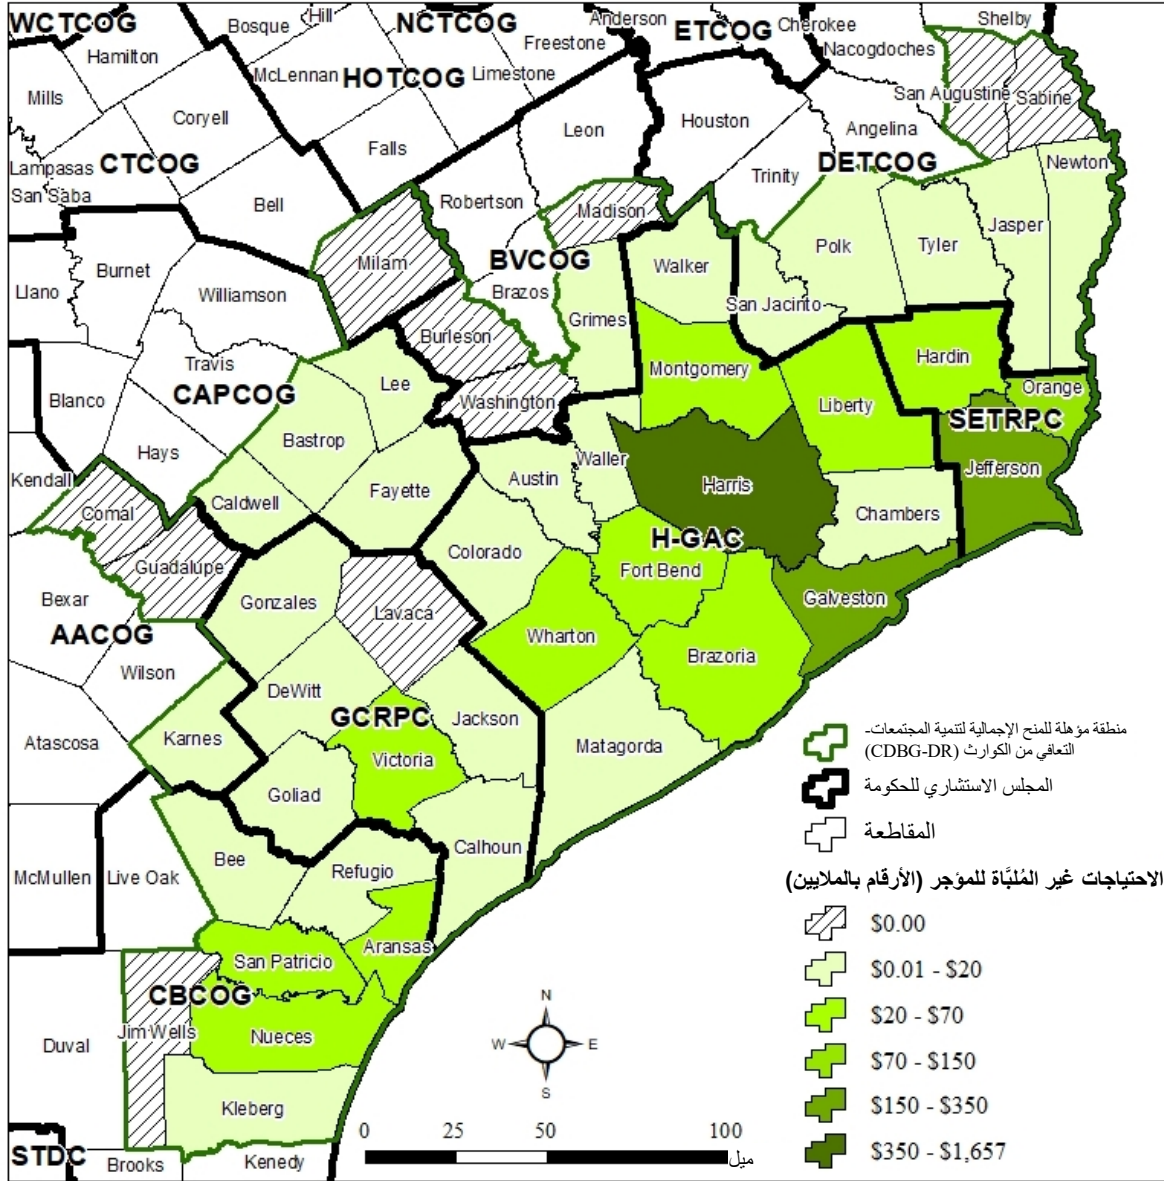 WCTCOG
Bosque
Hill
NCTCOG
Anderson
ETCOG
Cherokee
Shelby
Hamilton
Freestone
Nacogdoches
McLennan
HOTCOG
Limestone
Mills
San Augustine
Sabine
Coryell
Leon
Houston
Angelina
Falls
Lampasas
CTCOG
DETCOG
Newton
San Saba
Bell
Robertson
Madison
Trinity
Jasper
Polk
Tyler
Burnet
Milam
BVCOG
Walker
Llano
Williamson
Brazos
San Jacinto
Grimes
Burleson
Travis
Montgomery
Hardin
Lee
Orange
Blanco
CAPCOG
Washington
Liberty
SETRPC
Bastrop
Hays
Waller
Jefferson
Kendall
Austin
Harris
Caldwell
Fayette
Comal
Chambers
H-GAC
Colorado
Guadalupe
Fort Bend
Bexar
Gonzales
Lavaca
Galveston
AACOG
Wharton
Brazoria
Wilson
DeWitt
GCRPC
Jackson
Karnes
Atascosa
Matagorda
Victoria
Goliad
Calhoun
Bee
Refugio
McMullen
Live Oak
Aransas
San Patricio
CBCOG
Jim Wells
Nueces
Duval
Kleberg
STDC
Brooks
Kenedy
منطقة مؤهلة للمنح الإجمالية لتنمية المجتمعات-
التعافي من الكوارث (CDBG-DR)
المجلس الاستشاري للحكومة
المقاطعة
الاحتياجات غير المُلبَّاة للمؤجر (الأرقام بالملايين)
$0.00
$0.01 - $20
$20 - $70
$70 - $150
$150 - $350
$350 - $1,657
N
W
E
S
0
25
50
100
ميل